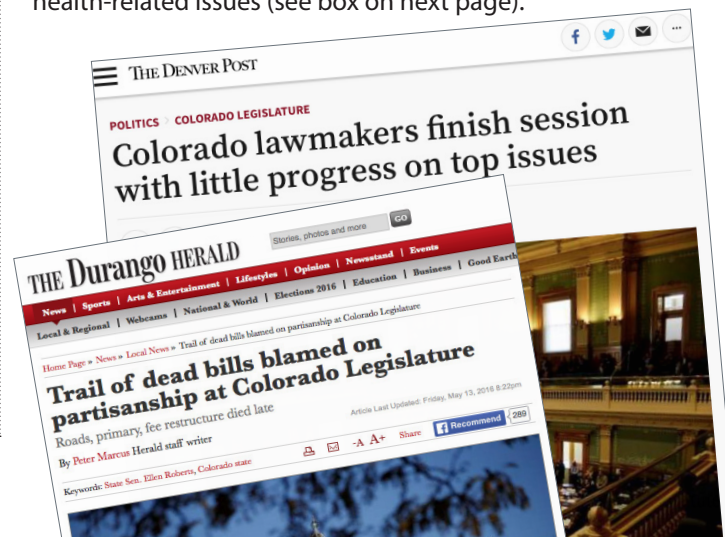 health-related issues (see box on next page).
THE DENVER POST
POLITICS > COLORADO LEGISLATURE
Colorado lawmakers finish session
with little progress on top issues
THE Durango HERALD
Stories, photos and more GO
News | Sports | Arts & Entertainment | Lifestyles | Opinion | Newsstand | Events
Local & Regional | Webcams | National & World | Elections 2016 | Education | Business | Good Earth
Home Page » News » Local News » Trail of dead bills blamed on partisanship at Colorado Legislature
Trail of dead bills blamed on
partisanship at Colorado Legislature
Roads, primary, fee restructure died late
Article Last Updated: Friday, May 13, 2016 8:22pm
By Peter Marcus Herald staff writer
-A A+ Share Recommend 289
Keywords: State Sen. Ellen Roberts, Colorado state